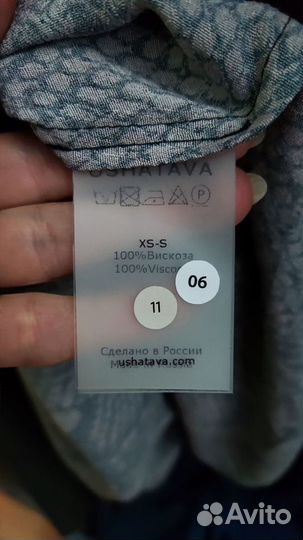 USHATAVA
P
XS-S
100%Вискоза
100%Viscose
06
11
Сделано в России
ushatava.com
Avito